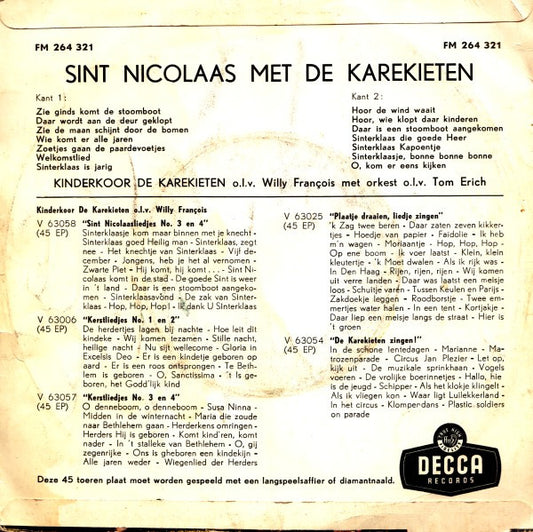 FM 264 321
FM 264 321
SINT NICOLAAS MET DE KAREKIETEN
Kant 1:
Zie ginds komt de stoomboot
Daar wordt aan de deur geklopt
Zie de maan schijnt door de bomen
Wie komt er alle jaren
Zoetjes gaan de paardevoetjes
Welkomstlied
Sinterklaas is jarig
Kant 2:
Hoor de wind waait
Hoor, wie klopt daar kinderen
Daar is een stoomboot aangekomen
Sinterklaas die goede Heer
Sinterklaas Kapoentje
Sinterklaasje, bonne bonne bonne
O, kom er eens kijken
KINDERKOOR DE KAREKIETEN o.l.v. Willy François met orkest o.l.v. Tom Erich
Kinderkoor De Karekieten o.l.v. Willy François
V 63058 "Sint Nicolaasliedjes No. 3 en 4"
(45 EP) Sinterklaasje kom maar binnen met je knecht -
Sinterklaas goed Heilig man - Sinterklaas, zegt
nee - Het knechtje van Sinterklaas - Vijf de-
cember - Jongens, heb je het al vernomen -
Zwarte Piet - Hij komt, hij komt .... - Sint Ni-
colaas komt in de stad - De goede Sint is weer
in 't land - Daar is een stoomboot aangeko-
men - Sinterklaasavond - De zak van Sinter-
klaas - Hop, Hop, Hop! - Ik dank U SInterklaas
V 63006 "Kerstliedjes No. 1 en 2"
(45 EP) De herdertjes lagen bij nachte - Hoe leit dit
kindeke - Wij komen tezamen - Stille nacht,
heilige nacht - Nu sijt wellecome - Gloria in
Excelsis Deo - Er is een kindetje geboren op
aard - Er is een roos ontsprongen - Te Beth-
lehem is geboren - O, Sanctissima - 't Is ge-
boren, het Godd'lijk kind
V 63057 "Kerstliedjes No. 3 en 4"
(45 EP) O denneboom, o denneboom - Susa Ninna -
Midden in de winternacht - Maria die zoude
naar Bethlehem gaan - Herderkens omringen -
Herders Hij is geboren - Komt kind'ren, komt
nader - In 't stalleke van Bethlehem - O, gij
zegenrijke - Ons is gheboren een kindekijn -
Alle jaren weder - Wiegenlied der Herders
V 63025 "Plaatje draaien, liedje zingen"
(45 EP) 'k Zag twee beren - Daar zaten zeven kikker-
tjes - Hoedje van papier - Faidolie - Ik heb
m'n wagen - Moriaantje - Hop, Hop, Hop -
Op ene boom - Ik voer laatst - Klein, klein
kleutertje - 'k Moet dwalen - Als ik rijk was -
In Den Haag - Rijen, rijen, rijen - Wij komen
uit verre landen - Daar was laatst een meisje
loos - Schuitje varen - Tussen Keulen en Parijs -
Zakdoekje leggen - Roodborstje - Twee em-
mertjes water halen - In een tent - Kortjakje -
Daar liep een meisje langs de straat - Hier is
't groen
V 63054 "De Karekieten zingen!"
(45 EP) In de schone lentedagen - Marianne - Ma-
trozenparade - Circus Jan Plezier - Let op,
kijk uit - De muzikale sprinkhaan - Vogels
voeren - De vrolijke boerinnetjes - Hallo, hie
is de jeugd - Schipper - Als het klokje klingelt -
Als ik vliegen kon - Waar ligt Luilekkerland -
In het circus - Klompendans - Plastic soldiers
on parade
DECCA
RECORDS
Deze 45 toeren plaat moet worden gespeeld met een langspeelsaffier of diamantnaald.